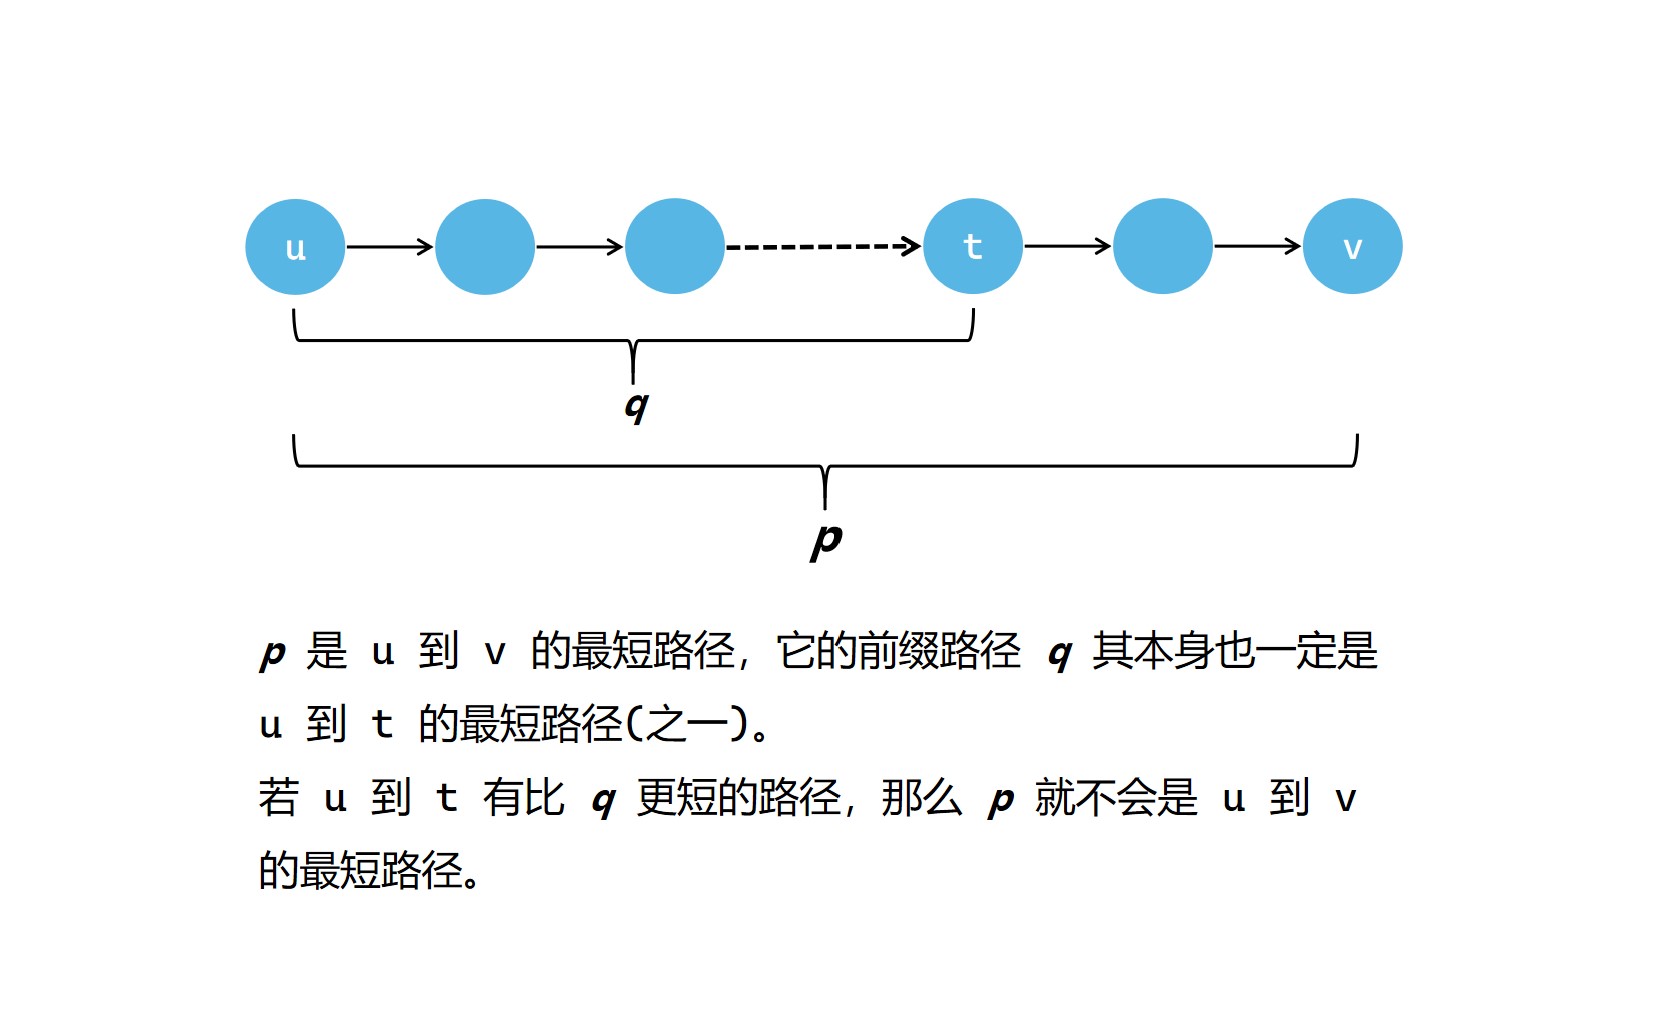 u t v
q
p
p 是 u 到 v 的最短路径，它的前缀路径 q 其本身也一定是
u 到 t 的最短路径(之一)。
若 u 到 t 有比 q 更短的路径，那么 p 就不会是 u 到 v
的最短路径。